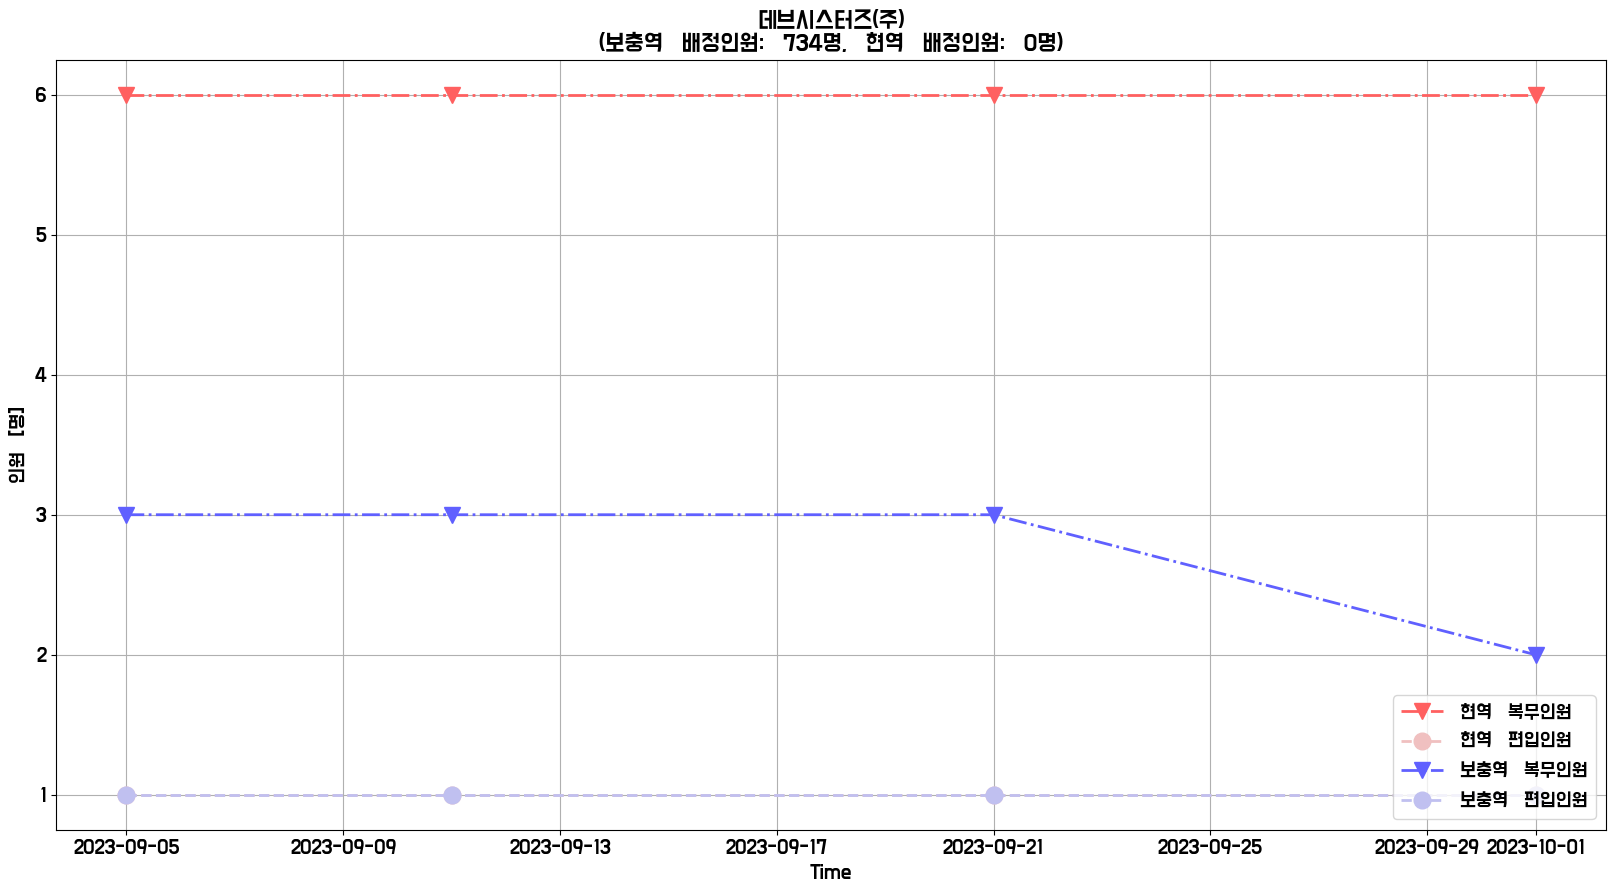 데브시스터즈(주)
(보충역 배정인원: 734명, 현역 배정인원: 0명)
6
5
4
3
2
1
인원 [명]
2023-09-05 2023-09-09 2023-09-13 2023-09-17 2023-09-21 2023-09-25 2023-09-29 2023-10-01
Time
현역 복무인원
현역 편입인원
보충역 복무인원
보충역 편입인원